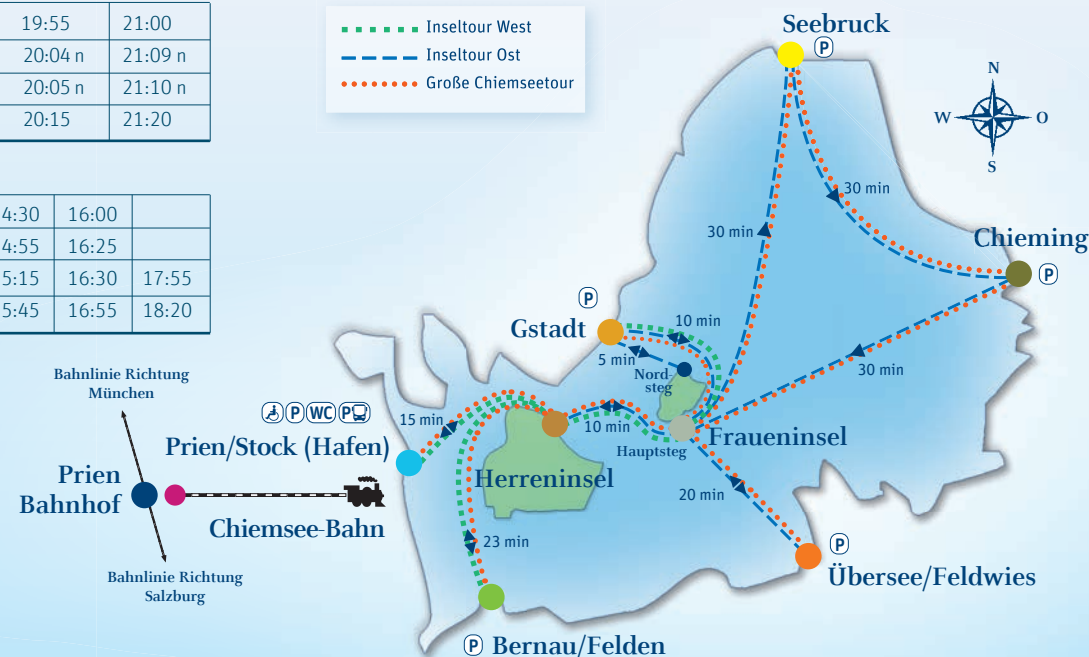 19:55 21:00
20:04 n 21:09 n
20:05 n 21:10 n
20:15 21:20
4:30 16:00
4:55 16:25
5:15 16:30 17:55
5:45 16:55 18:20
Inseltour West
Inseltour Ost
Große Chiemseetour
Seebruck
P
N
W O
S
30 min
30 min
Chieming
P
P
Gstadt
10 min
5 min
Nord-
steg
30 min
Bahnlinie Richtung
München
P WC P
15 min
Prien/Stock (Hafen)
10 min
Fraueninsel
Hauptsteg
Herreninsel
Prien
Bahnhof
Chiemsee-Bahn
20 min
23 min
P
Übersee/Feldwies
Bahnlinie Richtung
Salzburg
P Bernau/Felden